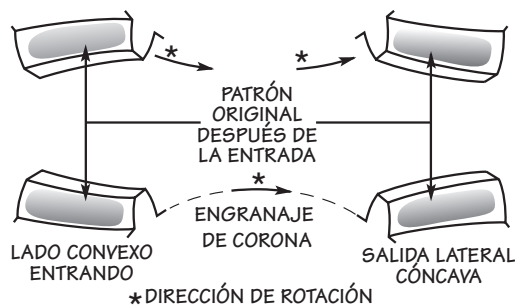 *
*
PATRÓN
ORIGINAL
DESPUÉS DE
LA ENTRADA
*
ENGRANAJE
DE CORONA
LADO CONVEXO
ENTRANDO
SALIDA LATERAL
CÓNCAVA
* DIRECCIÓN DE ROTACIÓN